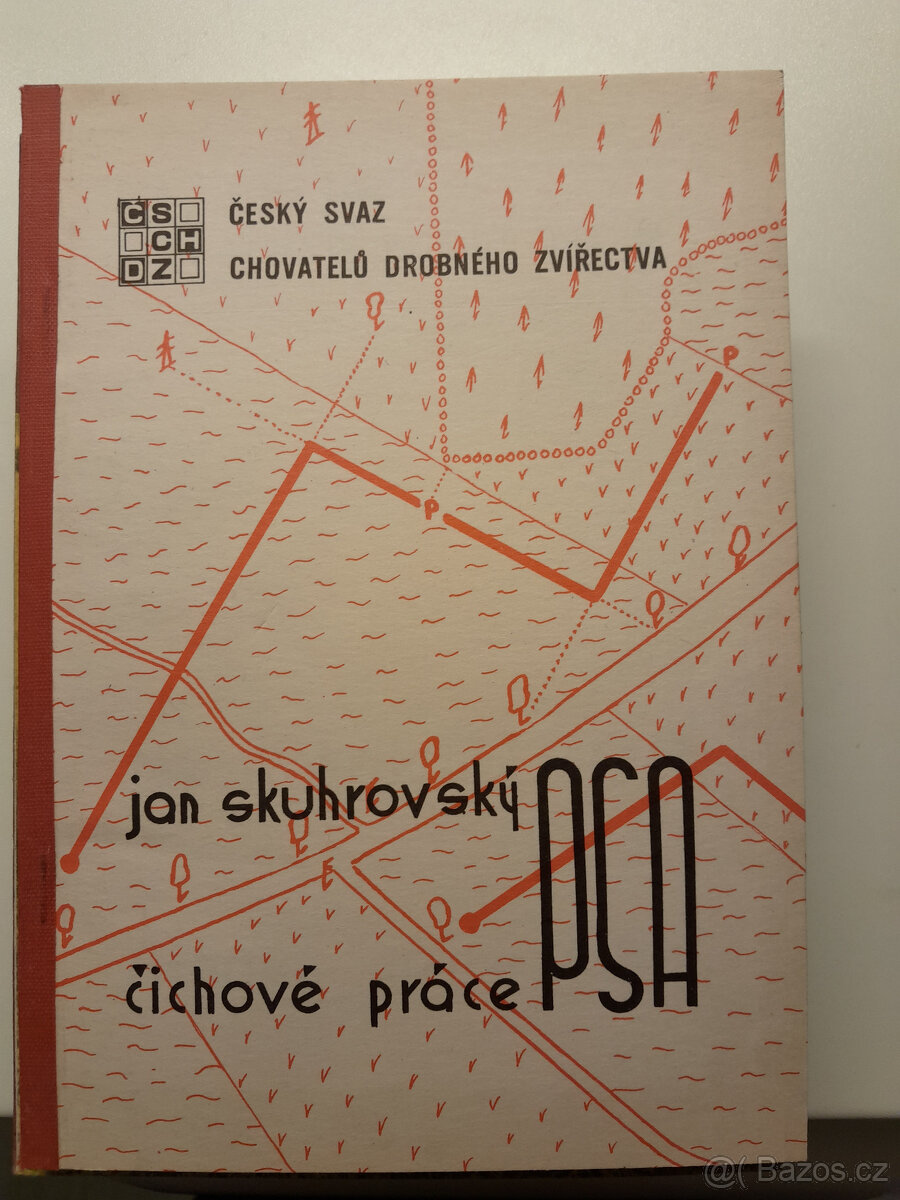 ČS
CH
DZ
ČESKÝ SVAZ
CHOVATELŮ DROBNÉHO ZVÍŘECTVA
P
P
jan skuhrovský
čichové práce PSA
@( Bazos.cz